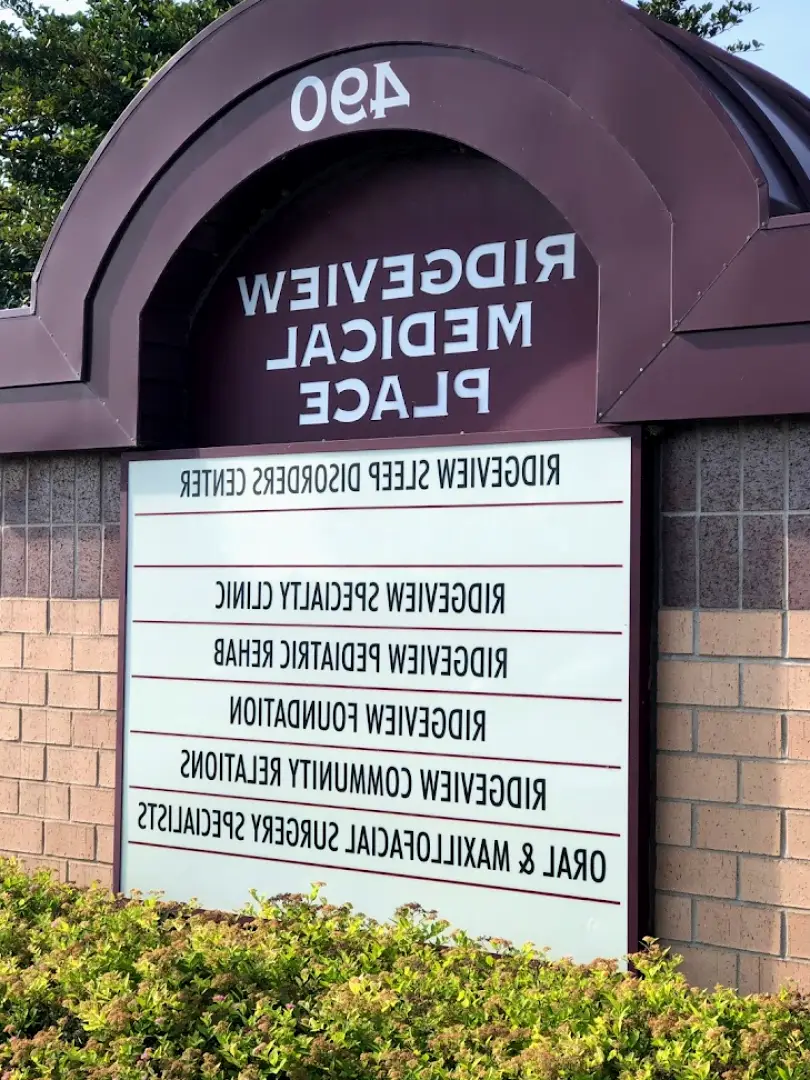 490
RIDGEVIEW
MEDICAL
PLACE
RIDGEVIEW SLEEP DISORDERS CENTER
RIDGEVIEW SPECIALTY CLINIC
RIDGEVIEW PEDIATRIC REHAB
RIDGEVIEW FOUNDATION
RIDGEVIEW COMMUNITY RELATIONS
ORAL & MAXILLOFACIAL SURGERY SPECIALISTS